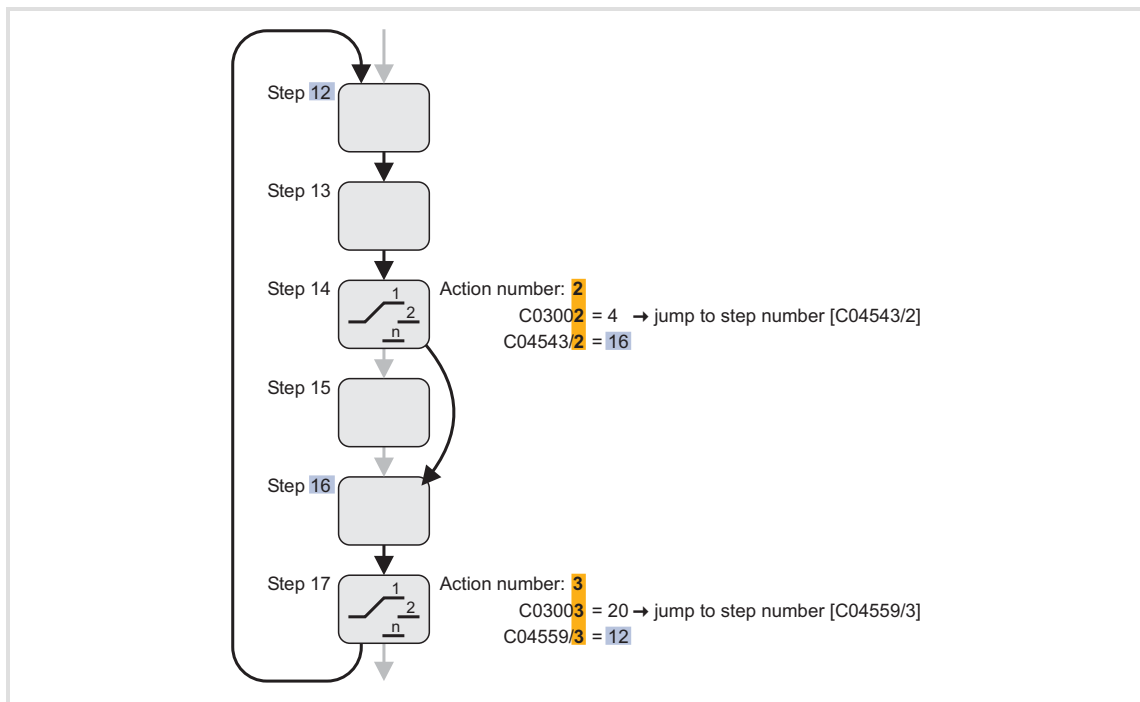 Step 12
Step 13
Step 14
1
2
n
Action number: 2
C03002 = 4 → jump to step number [C04543/2]
C04543/2 = 16
Step 15
Step 16
Step 17
1
2
n
Action number: 3
C03003 = 20 → jump to step number [C04559/3]
C04559/3 = 12